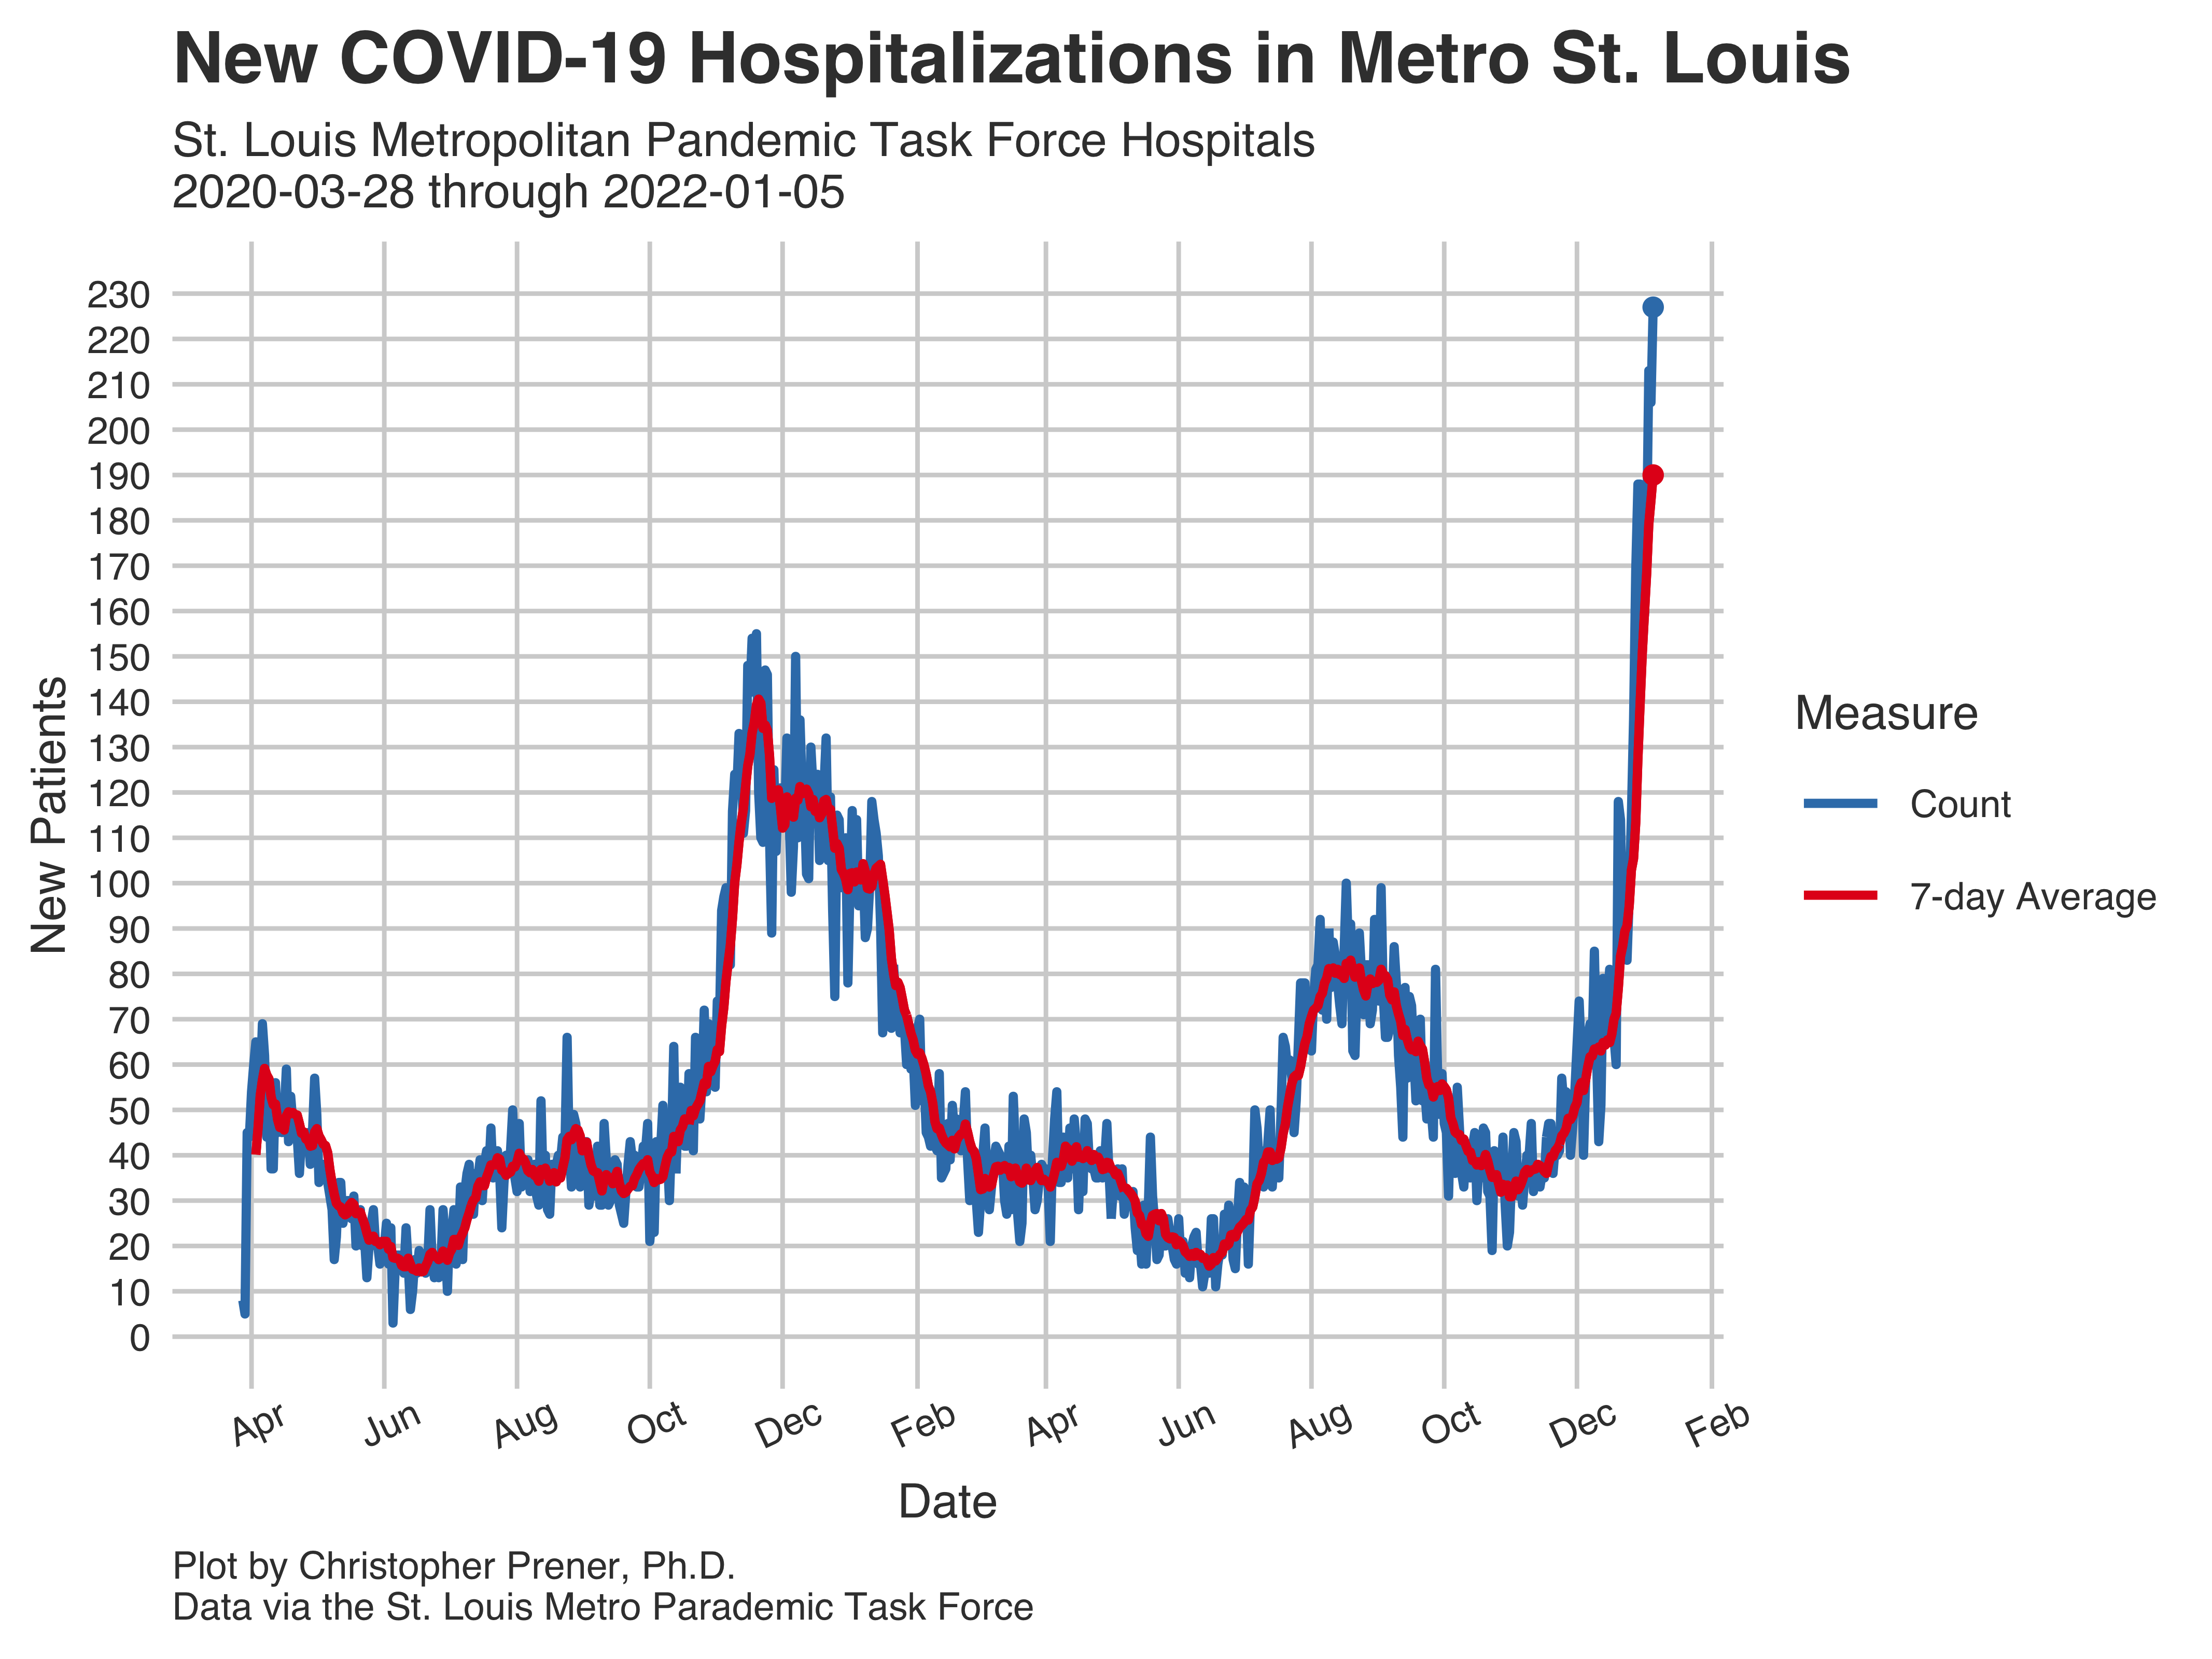 New COVID-19 Hospitalizations in Metro St. Louis
St. Louis Metropolitan Pandemic Task Force Hospitals
2020-03-28 through 2022-01-05
230
220
210
200
190
180
170
160
150
140
130
120
110
100
90
80
70
60
50
40
30
20
10
0
New Patients
Apr
Jun
Aug
Oct
Dec
Feb
Apr
Jun
Aug
Oct
Dec
Feb
Date
Measure
Count
7-day Average
Plot by Christopher Prener, Ph.D.
Data via the St. Louis Metro Parademic Task Force